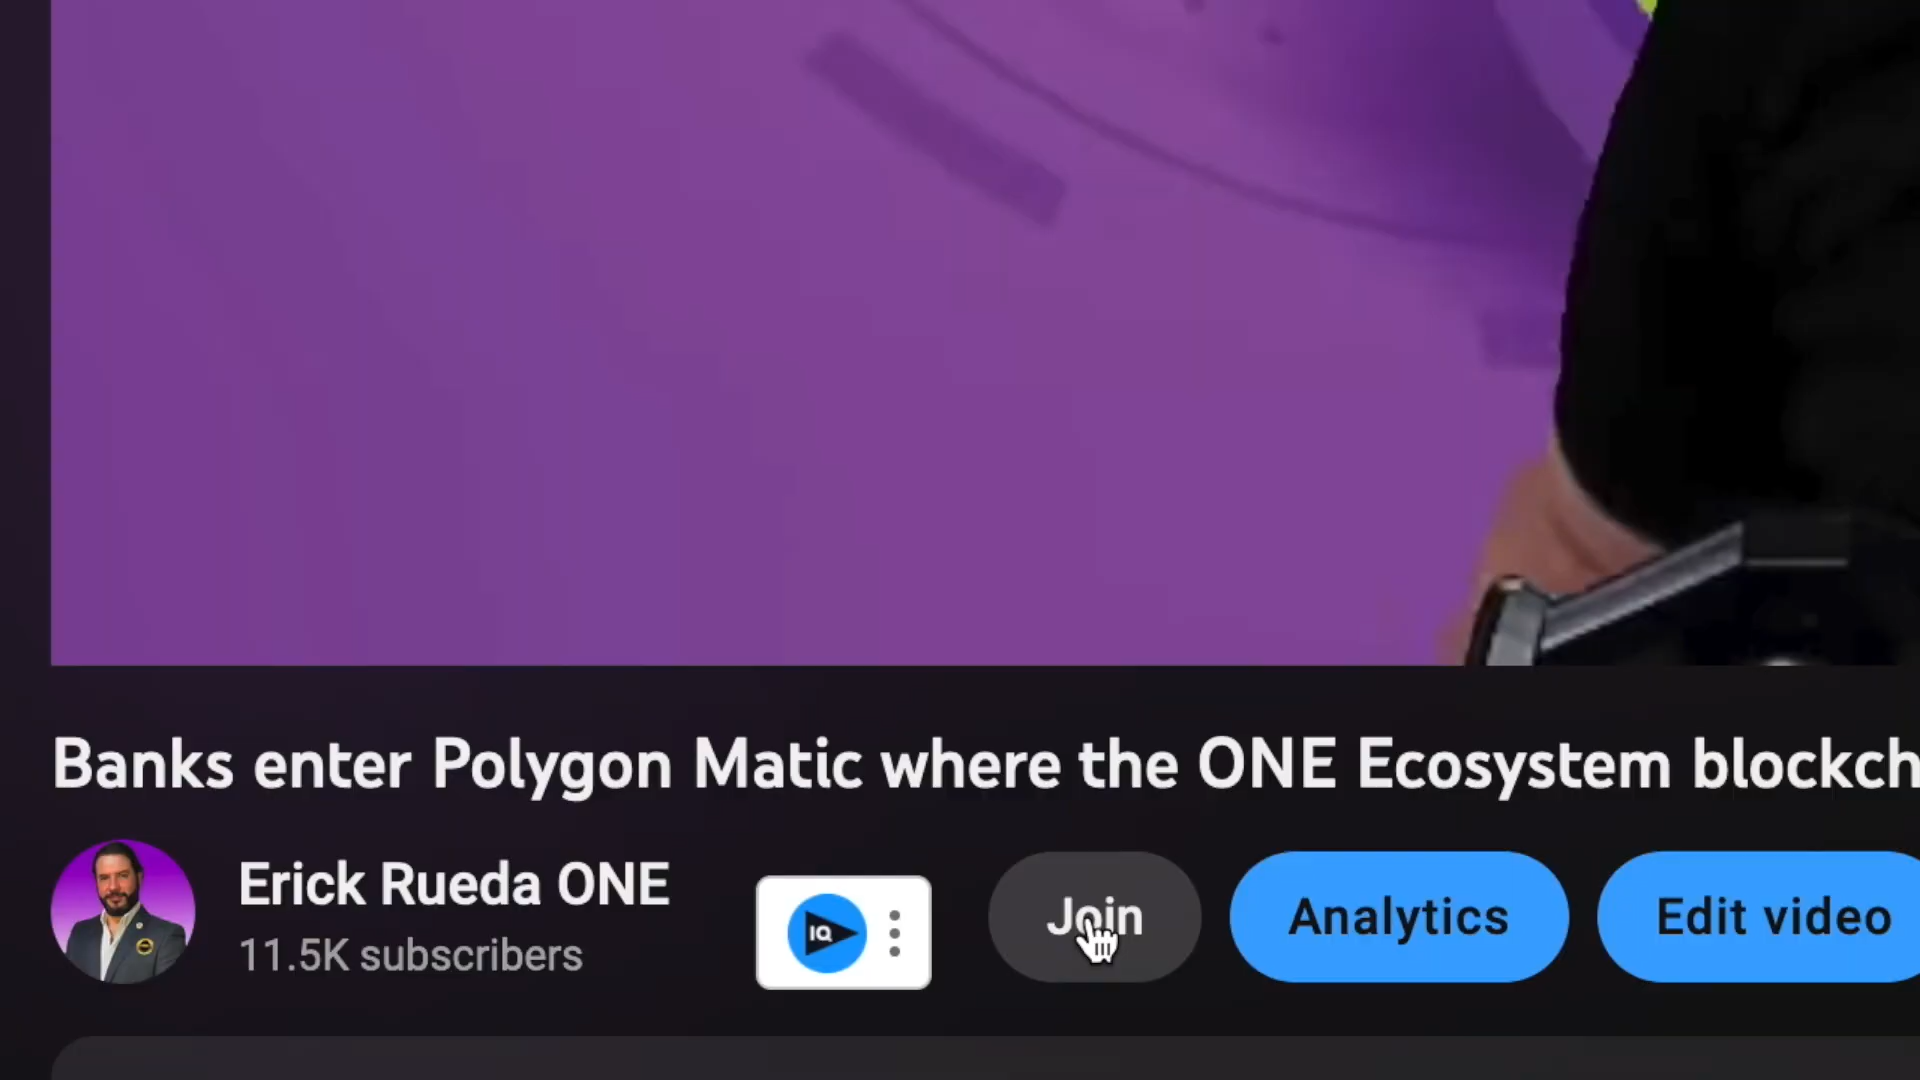 Banks enter Polygon Matic where the ONE Ecosystem blockch
Erick Rueda ONE
11.5K subscribers
IQ
Join
Analytics
Edit video